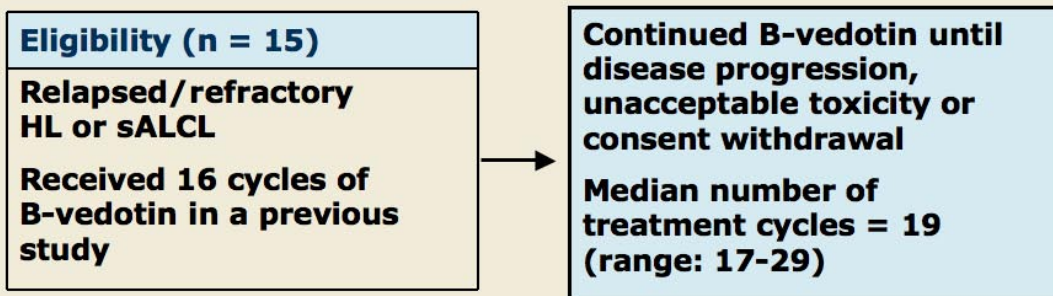 Eligibility (n = 15)
Relapsed/refractory
HL or sALCL
Received 16 cycles of
B-vedotin in a previous
study
Continued B-vedotin until
disease progression,
unacceptable toxicity or
consent withdrawal
Median number of
treatment cycles = 19
(range: 17-29)